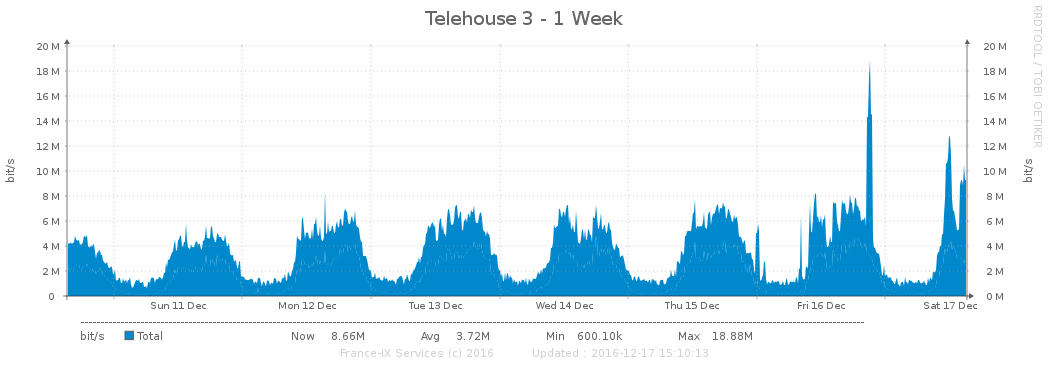 Telehouse 3 - 1 Week
RRDTOOL / TOBI OETIKER
bit/s
bit/s
20 M 20 M
18 M 18 M
16 M 16 M
14 M 14 M
12 M 12 M
10 M 10 M
8 M 8 M
6 M 6 M
4 M 4 M
2 M 2 M
0 0 M
Sun 11 Dec Mon 12 Dec Tue 13 Dec Wed 14 Dec Thu 15 Dec Fri 16 Dec Sat 17 Dec
bit/s Total Now 8.66M Avg 3.72M Min 600.10k Max 18.88M
France-IX Services (c) 2016 Updated : 2016-12-17 15:10:13